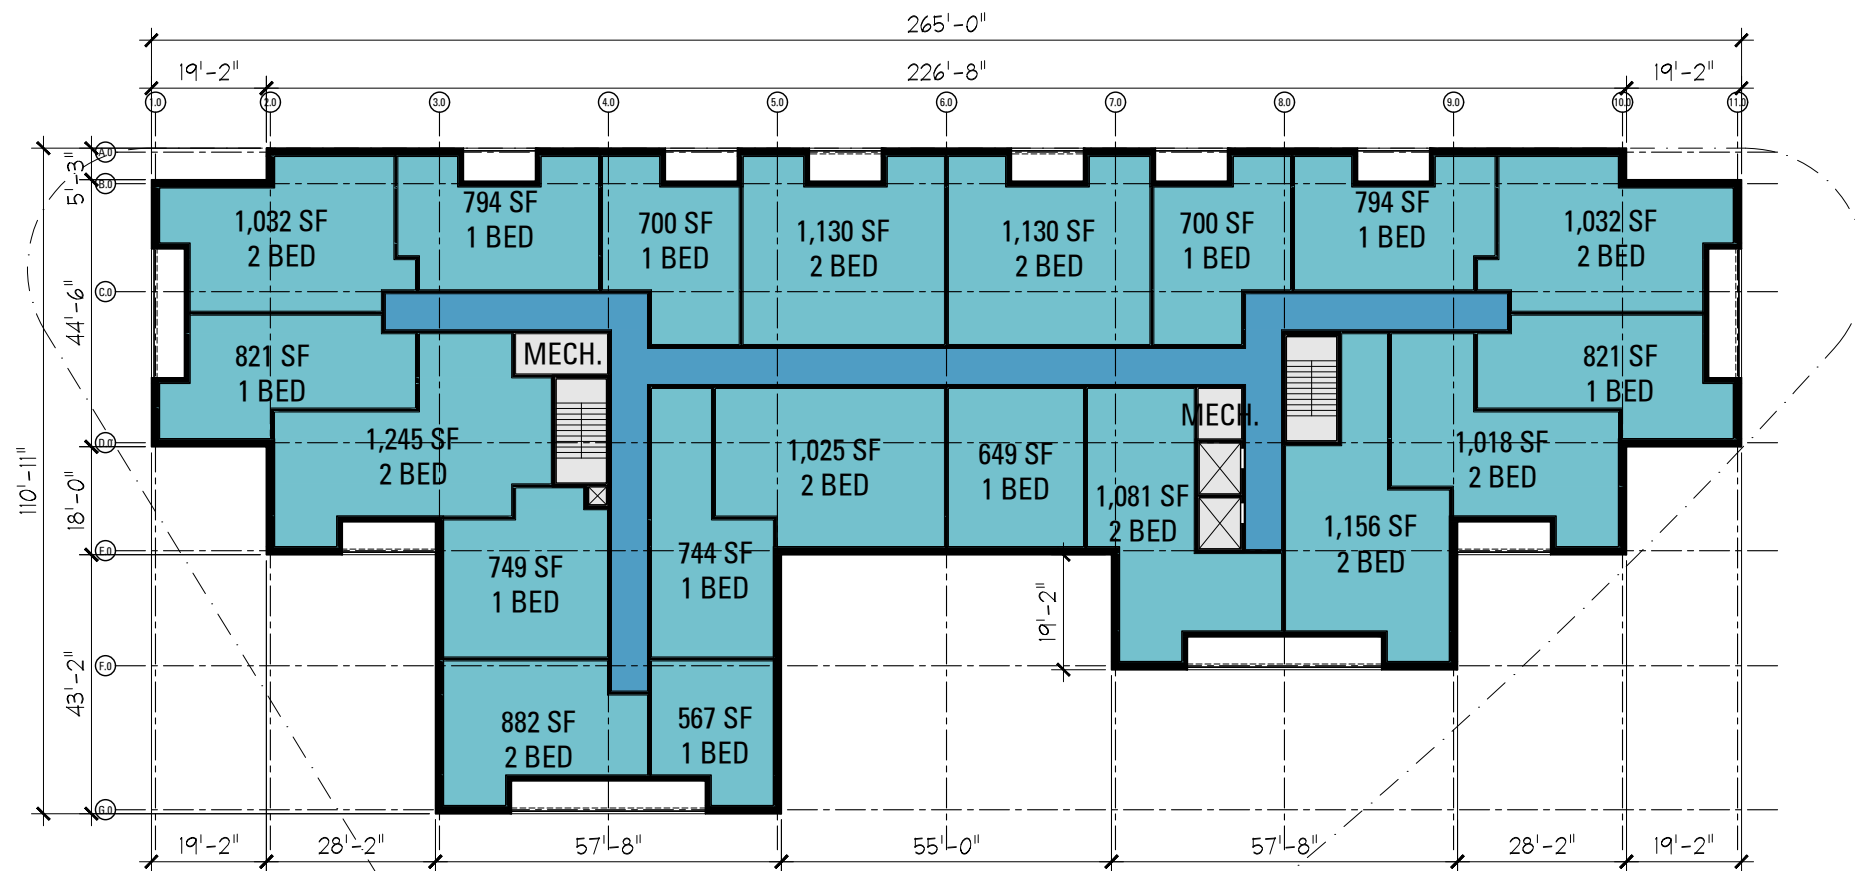 265'-0"
19'-2"
226'-8"
19'-2"
1.0
2.0
3.0
4.0
5.0
6.0
7.0
8.0
9.0
10.0
11.0
A.0
B.0
C.0
D.0
E.0
F.0
G.0
110'-11"
5'-3"
44'-6"
18'-0"
43'-2"
1,032 SF
2 BED
794 SF
1 BED
700 SF
1 BED
1,130 SF
2 BED
1,130 SF
2 BED
700 SF
1 BED
794 SF
1 BED
1,032 SF
2 BED
821 SF
1 BED
MECH.
821 SF
1 BED
1,245 SF
2 BED
1,025 SF
2 BED
649 SF
1 BED
MECH.
1,081 SF
2 BED
1,018 SF
2 BED
1,156 SF
2 BED
749 SF
1 BED
744 SF
1 BED
19'-2"
882 SF
2 BED
567 SF
1 BED
19'-2"
28'-2"
57'-8"
55'-0"
57'-8"
28'-2"
19'-2"